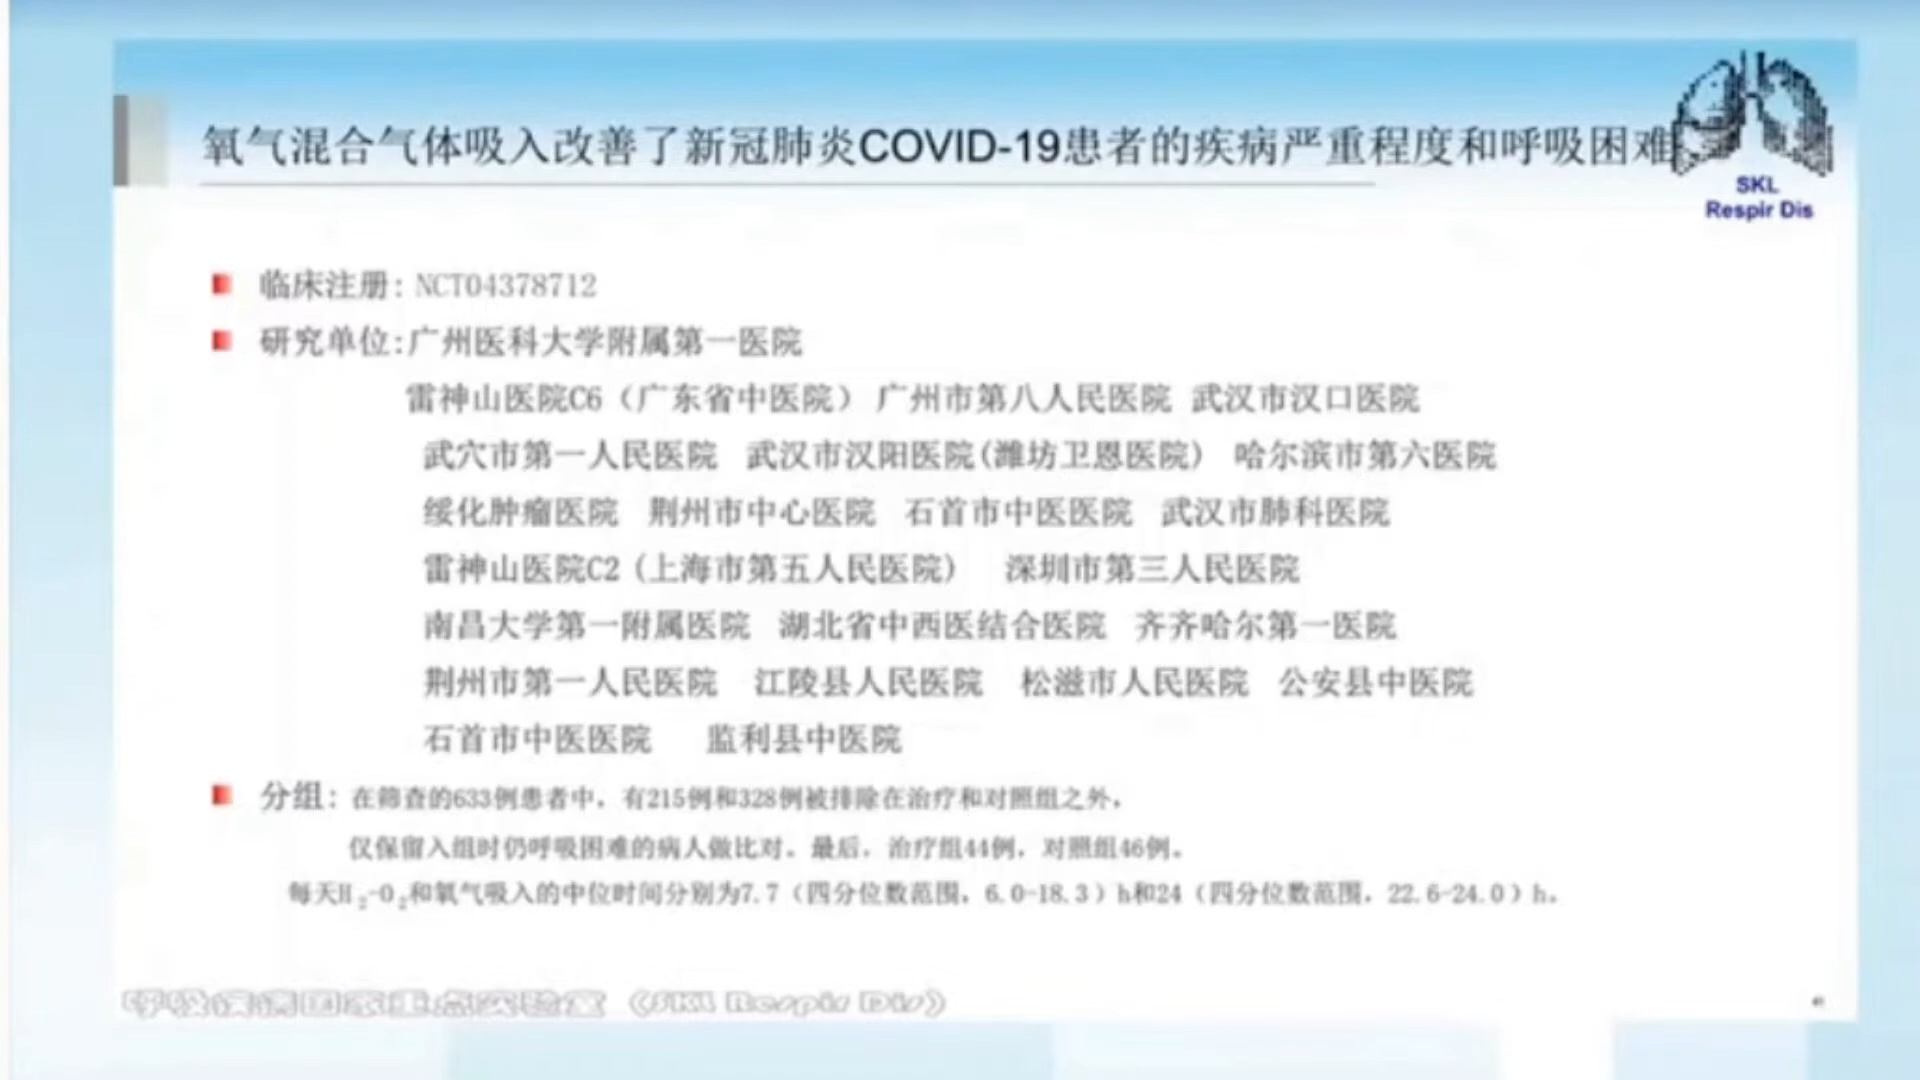 氧气混合气体吸入改善了新冠肺炎COVID-19患者的疾病严重程度和呼吸困难
SKL
Respir Dis
临床注册: NCT04378712
研究单位:广州医科大学附属第一医院
雷神山医院C6（广东省中医院） 广州市第八人民医院 武汉市汉口医院
武穴市第一人民医院 武汉市汉阳医院(潍坊卫恩医院) 哈尔滨市第六医院
绥化肿瘤医院 荆州市中心医院 石首市中医医院 武汉市肺科医院
雷神山医院C2 (上海市第五人民医院) 深圳市第三人民医院
南昌大学第一附属医院 湖北省中西医结合医院 齐齐哈尔第一医院
荆州市第一人民医院 江陵县人民医院 松滋市人民医院 公安县中医院
石首市中医医院 监利县中医院
分组: 在筛查的633例患者中，有215例和328例被排除在治疗和对照组之外，
仅保留入组时仍呼吸困难的病人做比对。最后，治疗组44例，对照组46例。
每天H₂-O₂和氧气吸入的中位时间分别为7.7（四分位数范围，6.0-18.3）h和24（四分位数范围，22.6-24.0）h。
呼吸疾病国家重点实验室（SKL Respir Dis）